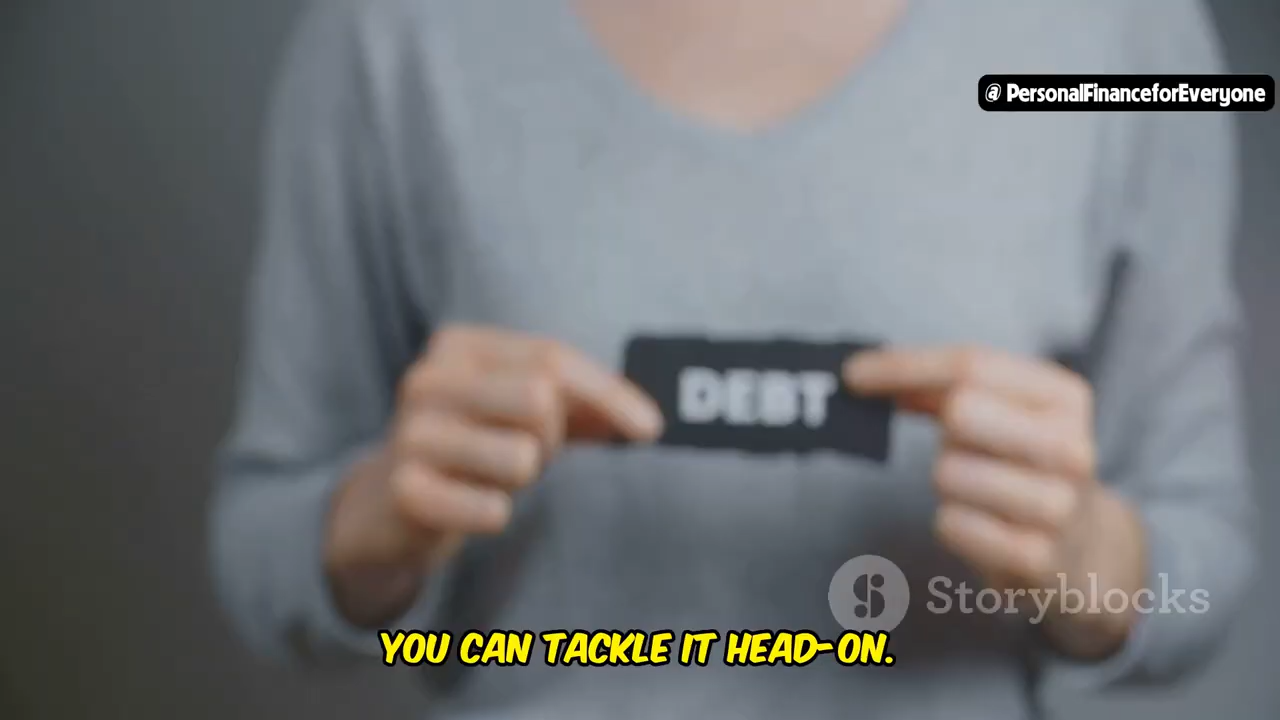 @ PersonalFinanceforEveryone
DEBT
Storyblocks
YOU CAN TACKLE IT HEAD-ON.